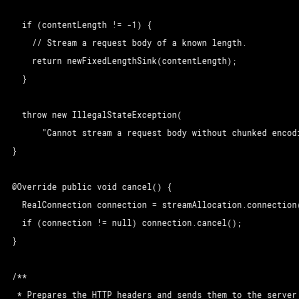 if (contentLength != -1) {
// Stream a request body of a known length.
return newFixedLengthSink(contentLength);
}
throw new IllegalStateException(
"Cannot stream a request body without chunked encodi
}
@Override public void cancel() {
RealConnection connection = streamAllocation.connection(
if (connection != null) connection.cancel();
}
/**
* Prepares the HTTP headers and sends them to the server